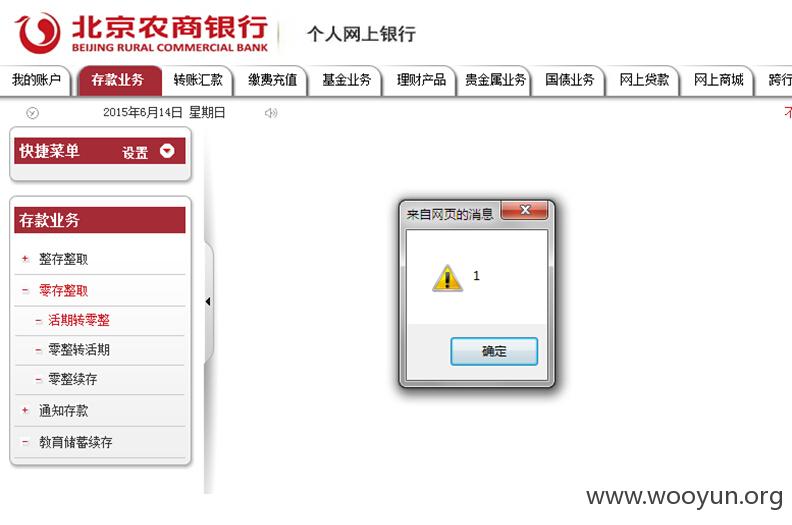 北京农商银行
BEIJING RURAL COMMERCIAL BANK
个人网上银行
我的账户 存款业务 转账汇款 缴费充值 基金业务 理财产品 贵金属业务 国债业务 网上贷款 网上商城 跨行
2015年6月14日 星期日
快捷菜单 设置
来自网页的消息
存款业务
+ 整存整取
1
- 零存整取
- 活期转零整
- 零整转活期
确定
- 零整续存
+ 通知存款
- 教育储蓄续存
www.wooyun.org